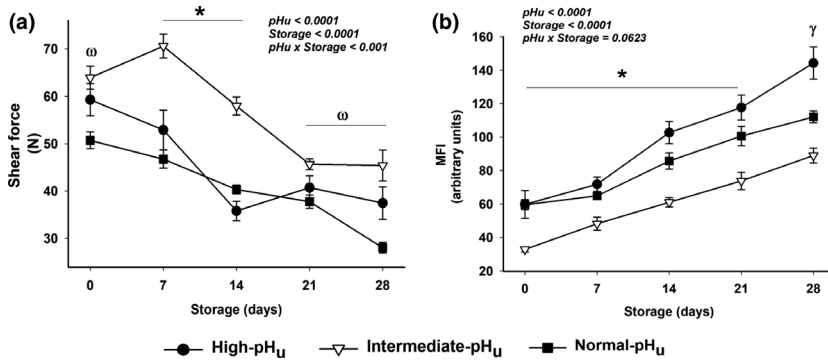 (a)
*
pHu < 0.0001
Storage < 0.0001
pHu x Storage < 0.001
ω
ω
Shear force
(N)
70
60
50
40
30
0 7 14 21 28
Storage (days)
(b)
pHu < 0.0001
Storage < 0.0001
pHu x Storage = 0.0623
γ
*
MFI
(arbitrary units)
160
140
120
100
80
60
40
20
0 7 14 21 28
Storage (days)
High-pHu Intermediate-pHu Normal-pHu